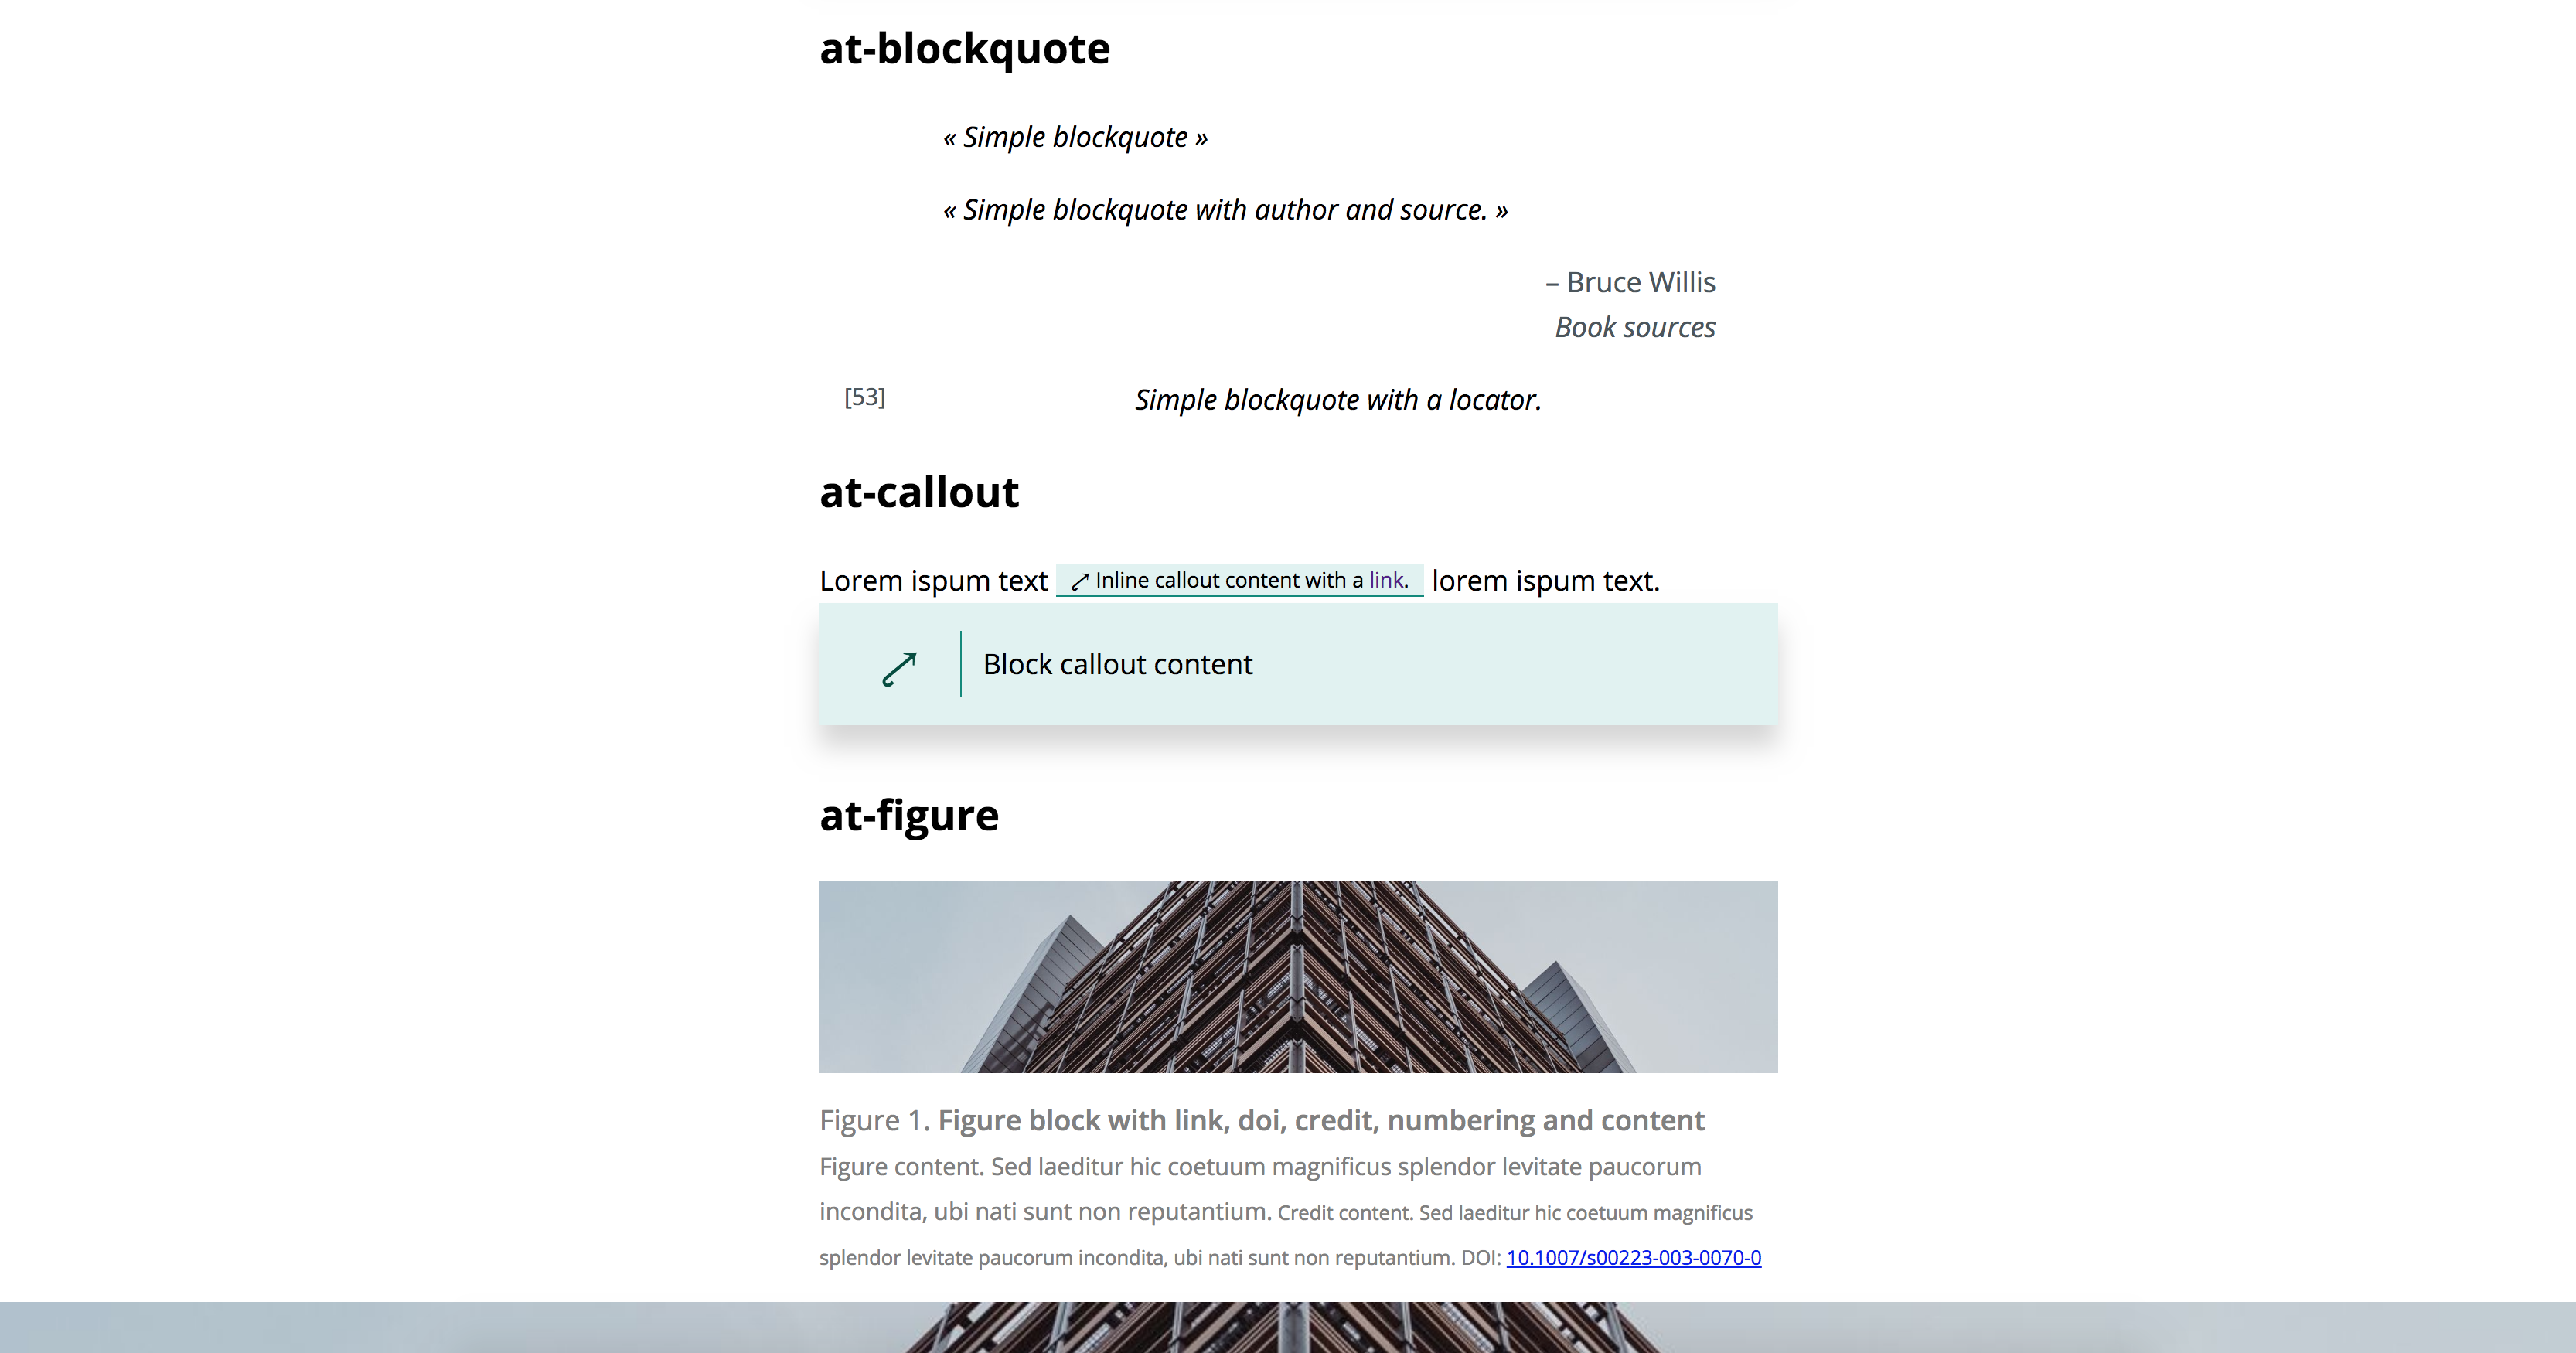 at-blockquote
« Simple blockquote »
« Simple blockquote with author and source. »
– Bruce Willis
Book sources
[53] Simple blockquote with a locator.
at-callout
Lorem ispum text Inline callout content with a link. lorem ispum text.
Block callout content
at-figure
Figure 1. Figure block with link, doi, credit, numbering and content
Figure content. Sed laeditur hic coetuum magnificus splendor levitate paucorum
incondita, ubi nati sunt non reputantium. Credit content. Sed laeditur hic coetuum magnificus
splendor levitate paucorum incondita, ubi nati sunt non reputantium. DOI: 10.1007/s00223-003-0070-0